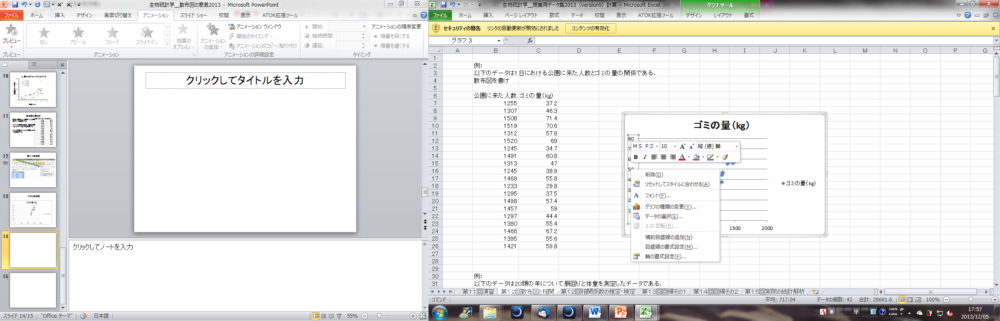 生物統計学__散布図の意義2013 - Microsoft PowerPoint
ファイル ホーム 挿入 デザイン 画面切り替え アニメーション スライド ショー 校閲 表示 ATOK拡張ツール
プレビュー
なし アピール フェード スライドイン
効果のオプション
アニメーションの追加
アニメーション ウィンドウ
開始のタイミング
アニメーションのコピー/貼り付け
開始:
継続時間:
遅延:
アニメーションの順序変更
順番を早くする
順番を遅くする
プレビュー アニメーション アニメーションの詳細設定 タイミング
10
11
12
13
ゴミの量(kg)
14
15
クリックしてタイトルを入力
クリックしてノートを入力
スライド 14/15 "Office テーマ" 日本語 55%
生物統計学__授業用データ集2013（version9）計算 - Microsoft Excel
グラフ ツール
ファイル ホーム 挿入 ページ レイアウト 数式 データ 校閲 表示 ATOK拡張ツール デザイン レイアウト 書式
セキュリティの警告 リンクの自動更新が無効にされました コンテンツの有効化
グラフ 3 fx
A B C D E F G H I J K L M N O P Q
1
2 例：
3 以下のデータは1日における公園に来た人数とゴミの量の関係である．
4 散布図を書け
5
6 公園に来た人数 ゴミの量(kg)
7 1255 37.2
8 1307 46.3
9 1508 71.4
10 1519 70.6
11 1312 57.8
12 1520 69
13 1245 34.7
14 1491 60.8
15 1313 47
16 1245 38.9
17 1469 55.8
18 1233 29.8
19 1295 37.5
20 1498 57.4
21 1457 59
22 1297 44.4
23 1380 55.4
24 1466 67.2
25 1395 55.6
26 1421 59.8
27
28
29
30 例：
31 以下のデータは20頭の羊について胴回りと体重を測定したデータである．
ゴミの量(kg)
80
ＭＳ Ｐゴ 10 A A 縦 (値) 軸
B I A
削除(D)
リセットしてスタイルに合わせる(A)
フォント(F)...
グラフの種類の変更(Y)...
データの選択(E)...
3-D 回転(R)...
補助目盛線の追加(N)
目盛線の書式設定(M)...
軸の書式設定(F)...
1500 2000
ゴミの量(kg)
第11回演習 第12回散布図と相関 第12回相関係数の推定・検定 第13回回帰その1 第14回回帰その2 第15回実際の統計解析
コマンド 平均: 717.04 データの個数: 42 合計: 28681.6 100%
半 CAPS KANA
17:57
2013/12/05